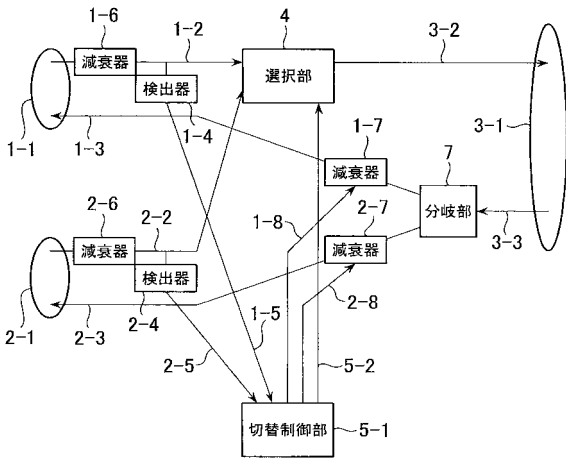 1-6
1-2
4
3-2
減衰器
選択部
検出器
1-1
1-3
1-4
3-1
1-7
7
減衰器
分岐部
2-6
2-2
1-8
2-7
3-3
減衰器
減衰器
検出器
2-8
2-1
2-3
2-4
1-5
2-5
5-2
切替制御部
5-1